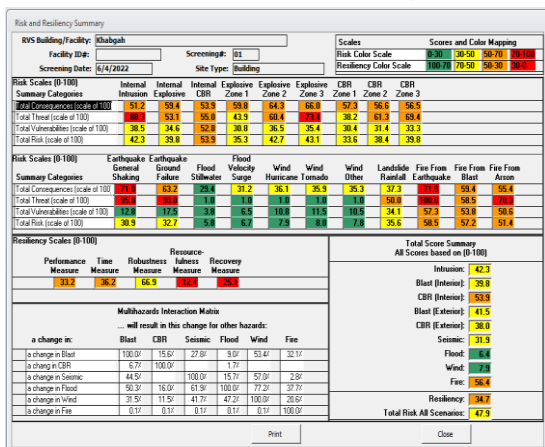 Risk and Resiliency Summary
RVS Building/Facility: Khabgah
Facility ID#: Screening#: 01
Screening Date: 6/4/2022 Site Type: Building
Scales Scores and Color Mapping
Risk Color Scale 0-30 30-50 50-70 70-100
Resiliency Color Scale 100-70 70-50 50-30 30-0
Risk Scales (0-100) Internal Internal Internal Explosive Explosive Explosive CBR CBR CBR
Summary Categories Intrusion Explosive CBR Zone 1 Zone 2 Zone 3 Zone 1 Zone 2 Zone 3
Total Consequences (scale of 100) 51.2 59.4 53.9 59.8 64.3 66.0 57.3 56.6 56.5
Total Threat (scale of 100) 53.1 55.0 43.9 60.4 73.4 38.2 61.3 69.4
Total Vulnerabilities (scale of 100) 38.5 34.6 52.8 30.8 36.5 35.4 30.4 31.4 33.3
Total Risk (scale of 100) 42.3 39.8 53.9 35.3 42.7 43.1 33.6 38.4 39.8
Risk Scales (0-100) Earthquake Earthquake Flood
General Ground Flood Velocity Wind Wind Wind Landslide Fire From Fire From Fire From
Summary Categories Shaking Failure Stillwater Surge Hurricane Tornado Other Rainfall Earthquake Blast Arson
Total Consequences (scale of 100) 71.8 63.2 29.4 31.2 36.1 35.9 35.3 37.3 71.9 59.4 55.4
Total Threat (scale of 100) 95.0 90.0 1.0 1.0 1.0 1.0 1.0 50.0 100.0 58.5 70.2
Total Vulnerabilities (scale of 100) 12.8 17.5 3.8 6.5 10.8 11.5 10.5 34.1 57.3 53.8 50.6
Total Risk (scale of 100) 30.9 32.7 5.8 6.7 7.9 8.0 7.8 35.6 58.5 57.2 51.4
Resiliency Scales (0-100)
Resource-
Performance Time Robustness fulness Recovery
Measure Measure Measure Measure Measure
33.2 36.2 66.9 12.4 25.1
Multihazards Interaction Matrix
... will result in this change for other hazards:
a change in: Blast CBR Seismic Flood Wind Fire
a change in Blast 100.0% 15.6% 27.8% 9.0% 53.4% 32.1%
a change in CBR 6.7% 100.0% 1.7%
a change in Seismic 44.5% 100.0% 15.7% 57.0% 2.8%
a change in Flood 50.3% 16.0% 61.9% 100.0% 77.2% 37.7%
a change in Wind 31.5% 11.5% 41.7% 47.2% 100.0% 20.6%
a change in Fire 0.1% 0.1% 0.1% 0.1% 0.1% 100.0%
Total Score Summary
All Scores based on (0-100)
Intrusion: 42.3
Blast (Interior): 39.8
CBR (Interior): 53.9
Blast (Exterior): 41.5
CBR (Exterior): 38.0
Seismic: 31.9
Flood: 6.4
Wind: 7.9
Fire: 56.4
Resiliency: 34.7
Total Risk All Scenarios: 47.9
Print Close